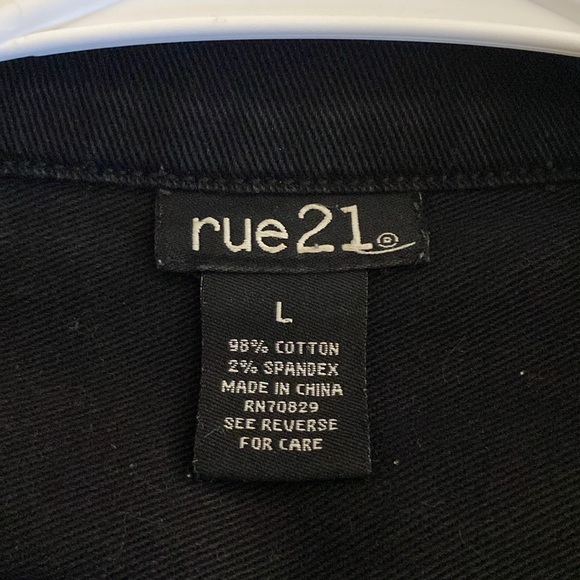 rue21
L
98% COTTON
2% SPANDEX
MADE IN CHINA
RN70829
SEE REVERSE
FOR CARE